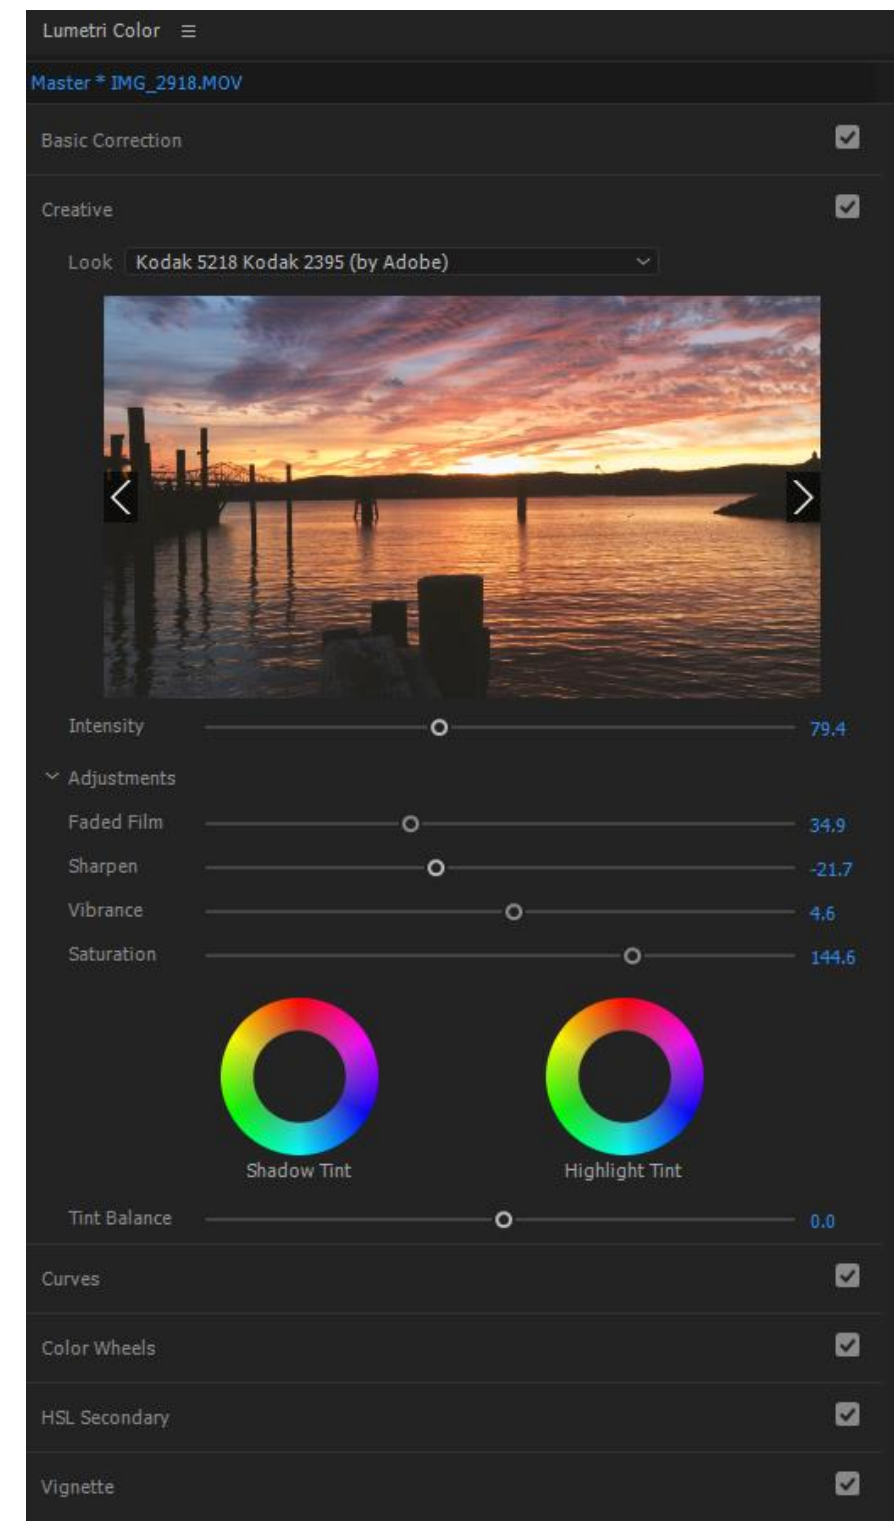 Lumetri Color
Master * IMG_2918.MOV
Basic Correction
Creative
Look Kodak 5218 Kodak 2395 (by Adobe)
Intensity 79.4
Adjustments
Faded Film 34.9
Sharpen -21.7
Vibrance 4.6
Saturation 144.6
Shadow Tint Highlight Tint
Tint Balance 0.0
Curves
Color Wheels
HSL Secondary
Vignette